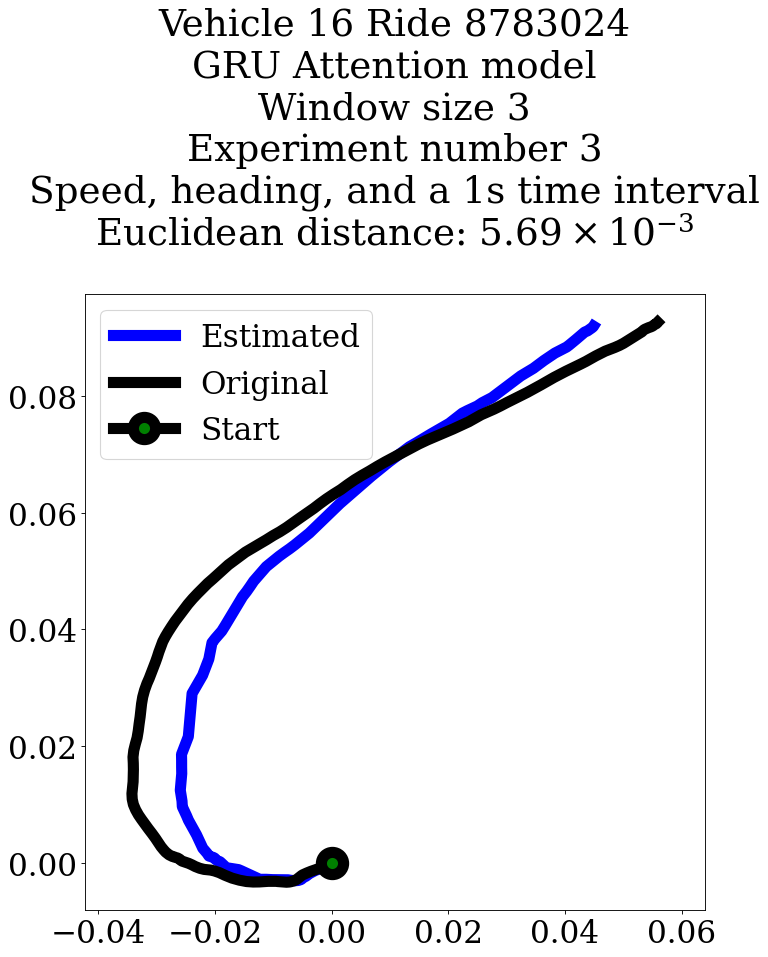 Vehicle 16 Ride 8783024
GRU Attention model
Window size 3
Experiment number 3
Speed, heading, and a 1s time interval
Euclidean distance: 5.69 × 10⁻³
Estimated
Original
Start
0.08
0.06
0.04
0.02
0.00
−0.04 −0.02 0.00 0.02 0.04 0.06